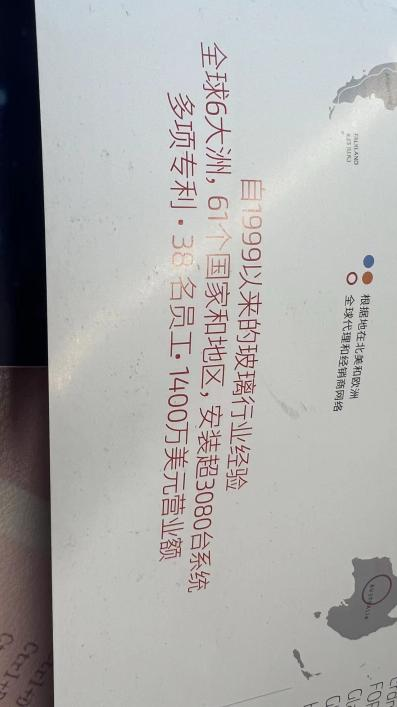 FALKLAND
ISLANDS
根据地在北美和欧洲
全球代理和经销商网络
AUSTRALIA
自1999以来的玻璃行业经验
全球6大洲，61个国家和地区，安装超3080台系统
多项专利 • 38 名员工 • 1400万美元营业额